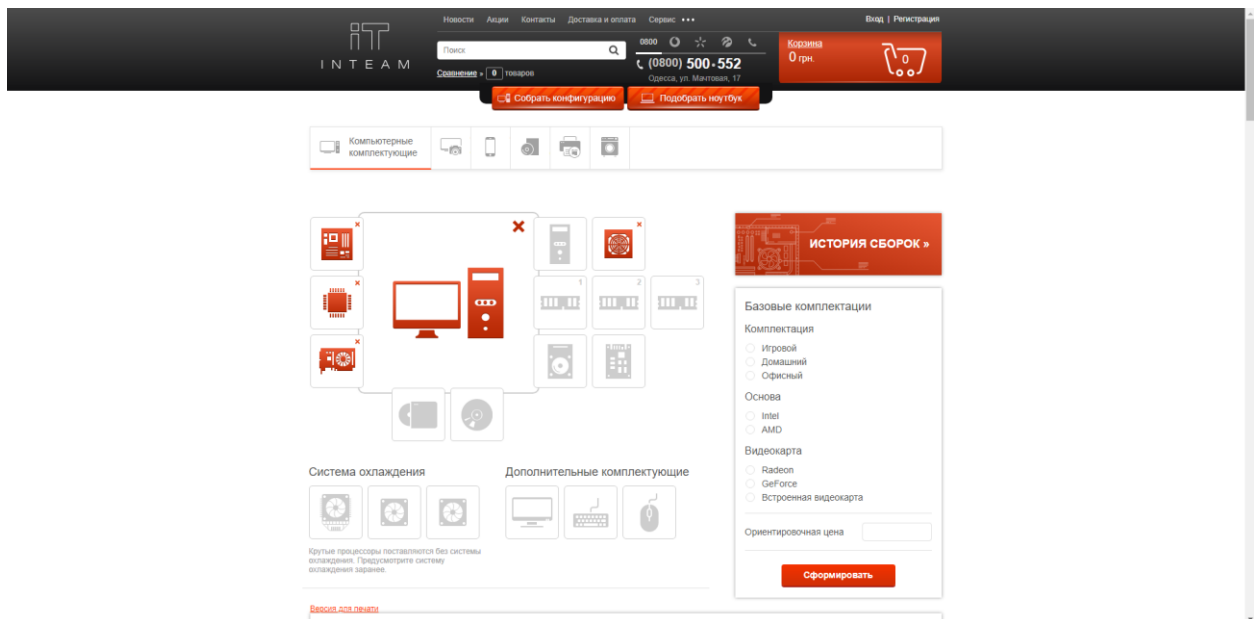 Новости Акции Контакты Доставка и оплата Сервис •••
Вход | Регистрация
iT
INTEAM
Поиск
Сравнение » 0 товаров
0800
(0800) 500-552
Одесса, ул. Мачтовая, 17
Корзина
0 грн.
0
Собрать конфигурацию
Подобрать ноутбук
Компьютерные
комплектующие
1
2
3
ИСТОРИЯ СБОРОК »
Базовые комплектации
Комплектация
Игровой
Домашний
Офисный
Основа
Intel
AMD
Видеокарта
Radeon
GeForce
Встроенная видеокарта
Ориентировочная цена
Сформировать
Система охлаждения
Дополнительные комплектующие
Крутые процессоры поставляются без системы
охлаждения. Предусмотрите систему
охлаждения заранее.
Версия для печати